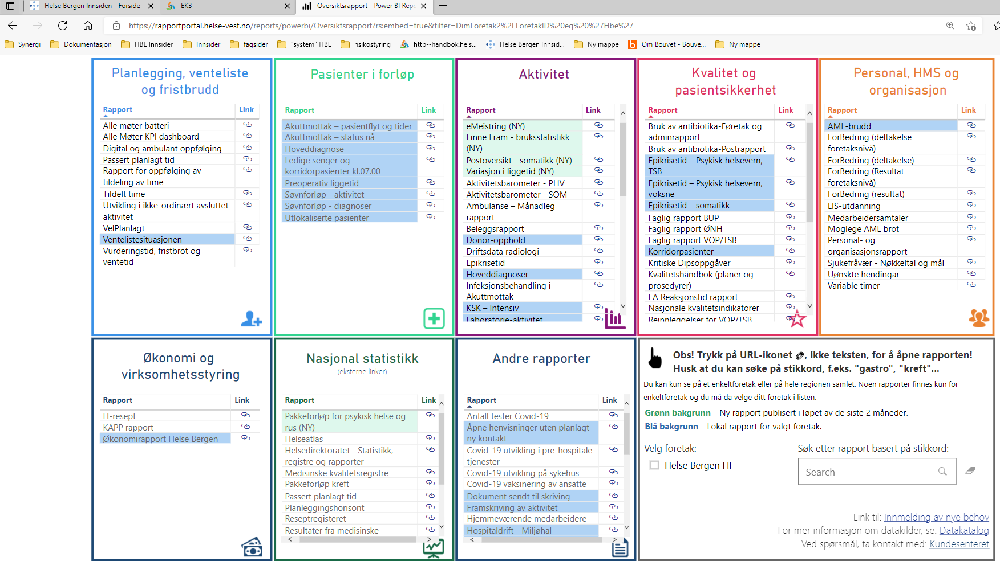 Helse Bergen Innsiden - Forside
EK3 -
Oversiktsrapport - Power BI Repo
https://rapportportal.helse-vest.no/reports/powerbi/Oversiktsrapport?rs:embed=true&filter=DimForetak2%2FForetakID%20eq%20%27Hbe%27
Synergi
Dokumentasjon
HBE Innsider
Innsider
fagsider
"system" HBE
risikostyring
http--handbok.hels...
Helse Bergen Innsid...
Ny mappe
Om Bouvet - Bouve...
Ny mappe
Planlegging, venteliste
og fristbrudd
Rapport Link
Alle møter batteri
Alle Møter KPI dashboard
Digital og ambulant oppfølging
Passert planlagt tid
Rapport for oppfølging av
tildeling av time
Tildelt time
Utvikling i ikke-ordinært avsluttet
aktivitet
VelPlanlagt
Ventelistesituasjonen
Vurderingstid, fristbrot og
ventetid
Pasienter i forløp
Rapport Link
Akuttmottak – pasientflyt og tider
Akuttmottak – status nå
Hoveddiagnose
Ledige senger og
korridorpasienter kl.07.00
Preoperativ liggetid
Søvnforløp - aktivitet
Søvnforløp - diagnoser
Utlokaliserte pasienter
Aktivitet
Rapport Link
eMeistring (NY)
Finne Fram - bruksstatistikk
(NY)
Postoversikt - somatikk (NY)
Variasjon i liggetid (NY)
Aktivitetsbarometer - PHV
Aktivitetsbarometer - SOM
Ambulanse – Månadleg
rapport
Beleggsrapport
Donor-opphold
Driftsdata radiologi
Epikrisetid
Hoveddiagnoser
Infeksjonsbehandling i
Akuttmottak
KSK – Intensiv
Laboratorie-aktivitet
Kvalitet og
pasientsikkerhet
Rapport Link
Bruk av antibiotika-Føretak og
adminrapport
Bruk av antibiotika-Postrapport
Epikrisetid – Psykisk helsevern,
TSB
Epikrisetid – Psykisk helsevern,
voksne
Epikrisetid – somatikk
Faglig rapport BUP
Faglig rapport ØNH
Faglig rapport VOP/TSB
Korridorpasienter
Kritiske Dipsoppgåver
Kvalitetshåndbok (planer og
prosedyrer)
LA Reaksjonstid rapport
Nasjonale kvalitetsindikatorer
Reinnleggelser for VOP/TSB
Personal, HMS og
organisasjon
Rapport Link
AML-brudd
ForBedring (deltakelse
foretaksnivå)
ForBedring (deltakelse)
ForBedring (Resultat
foretaksnivå)
ForBedring (resultat)
LIS-utdanning
Medarbeidersamtaler
Moglege AML brot
Personal- og
organisasjonsrapport
Sjukefråvær - Nøkkeltal og mål
Uønskte hendingar
Variable timer
Økonomi og
virksomhetsstyring
Rapport Link
H-resept
KAPP rapport
Økonomirapport Helse Bergen
Nasjonal statistikk
(eksterne linker)
Rapport Link
Pakkeforløp for psykisk helse og
rus (NY)
Helseatlas
Helsedirektoratet - Statistikk,
registre og rapporter
Medisinske kvalitetsregistre
Pakkeforløp kreft
Passert planlagt tid
Planleggingshorisont
Reseptregisteret
Resultater fra medisinske
Andre rapporter
Rapport Link
Antall tester Covid-19
Åpne henvisninger uten planlagt
ny kontakt
Covid-19 utvikling i pre-hospitale
tjenester
Covid-19 utvikling på sykehus
Covid-19 vaksinering av ansatte
Dokument sendt til skriving
Framskriving av aktivitet
Hjemmeværende medarbeidere
Hospitaldrift - Miljøhal
Obs! Trykk på URL-ikonet , ikke teksten, for å åpne rapporten!
Husk at du kan søke på stikkord, f.eks. "gastro", "kreft"...
Du kan kun se på et enkeltforetak eller på hele regionen samlet. Noen rapporter finnes kun for
enkeltforetak og du må da velge ditt foretak i listen.
Grønn bakgrunn – Ny rapport publisert i løpet av de siste 2 måneder.
Blå bakgrunn – Lokal rapport for valgt foretak.
Velg foretak:
Helse Bergen HF
Søk etter rapport basert på stikkord:
Search
Link til: Innmelding av nye behov
For mer informasjon om datakilder, se: Datakatalog
Ved spørsmål, ta kontakt med: Kundesenteret